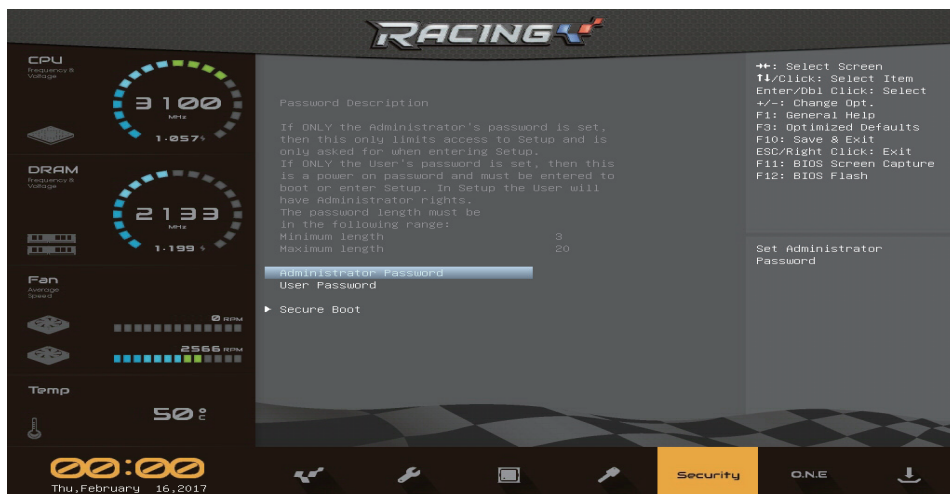 RACING
CPU
Frequency &
Voltage
3100
MHz
1.057v
DRAM
Frequency &
Voltage
2133
MHz
1.199 v
Fan
Average
Speed
0 RPM
2566 RPM
Temp
50 °C
00:00
Thu,February 16,2017
Password Description
If ONLY the Administrator's password is set,
then this only limits access to Setup and is
only asked for when entering Setup.
If ONLY the User's password is set, then this
is a power on password and must be entered to
boot or enter Setup. In Setup the User will
have Administrator rights.
The password length must be
in the following range:
Minimum length 3
Maximum length 20
Administrator Password
User Password
▶ Secure Boot
→←: Select Screen
↑↓/Click: Select Item
Enter/Dbl Click: Select
+/-: Change Opt.
F1: General Help
F3: Optimized Defaults
F10: Save & Exit
ESC/Right Click: Exit
F11: BIOS Screen Capture
F12: BIOS Flash
Set Administrator
Password
Security
O.N.E